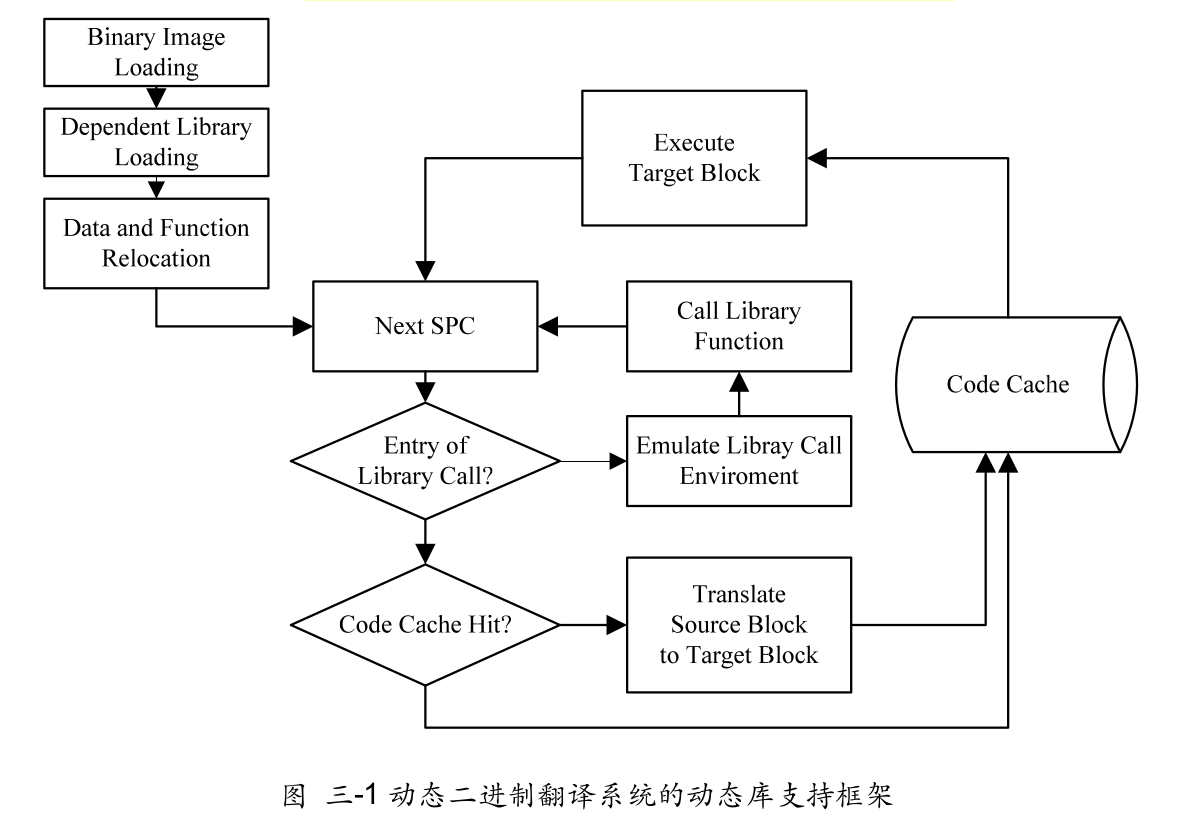 Binary Image
Loading
Dependent Library
Loading
Data and Function
Relocation
Execute
Target Block
Next SPC
Call Library
Function
Code Cache
Entry of
Library Call?
Emulate Libray Call
Enviroment
Code Cache Hit?
Translate
Source Block
to Target Block
图 三-1 动态二进制翻译系统的动态库支持框架